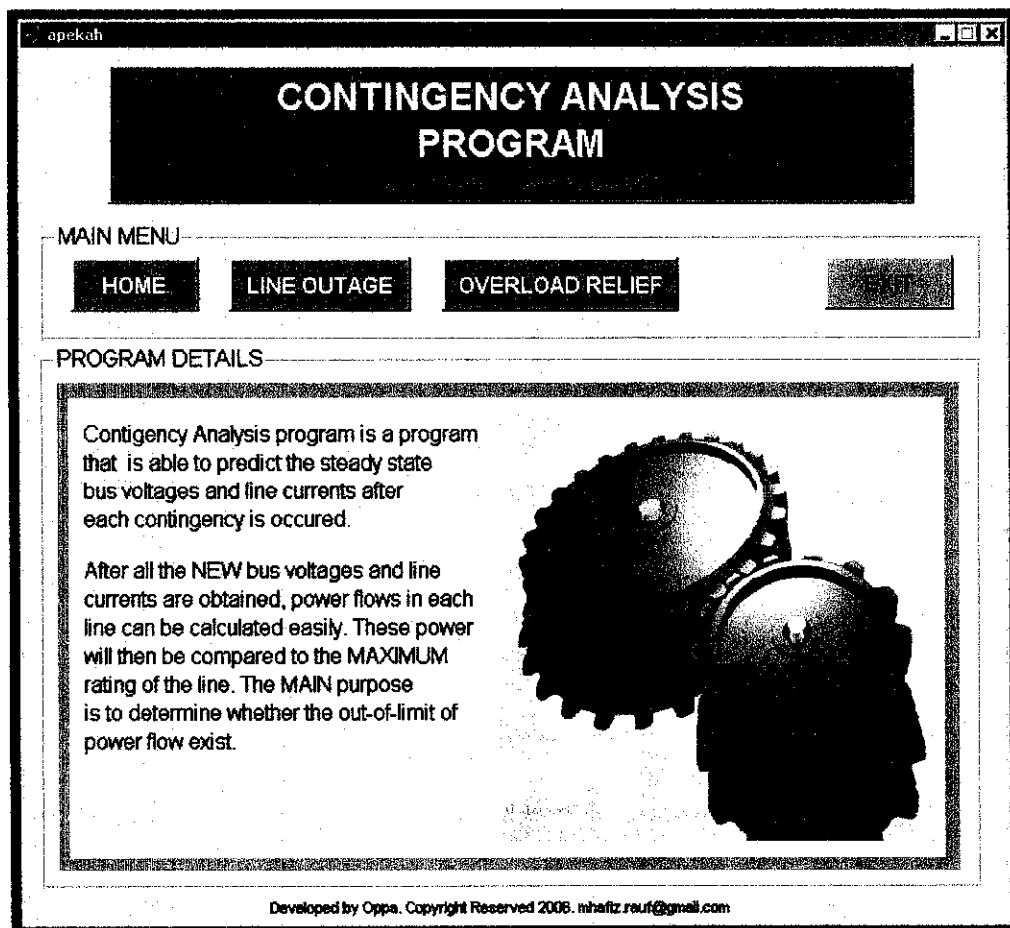 apekah
CONTINGENCY ANALYSIS
PROGRAM
MAIN MENU
HOME
LINE OUTAGE
OVERLOAD RELIEF
EXIT
PROGRAM DETAILS
Contigency Analysis program is a program
that is able to predict the steady state
bus voltages and line currents after
each contingency is occured.
After all the NEW bus voltages and line
currents are obtained, power flows in each
line can be calculated easily. These power
will then be compared to the MAXIMUM
rating of the line. The MAIN purpose
is to determine whether the out-of-limit of
power flow exist.
Developed by Oppa. Copyright Reserved 2006. mhafiz.rauf@gmail.com